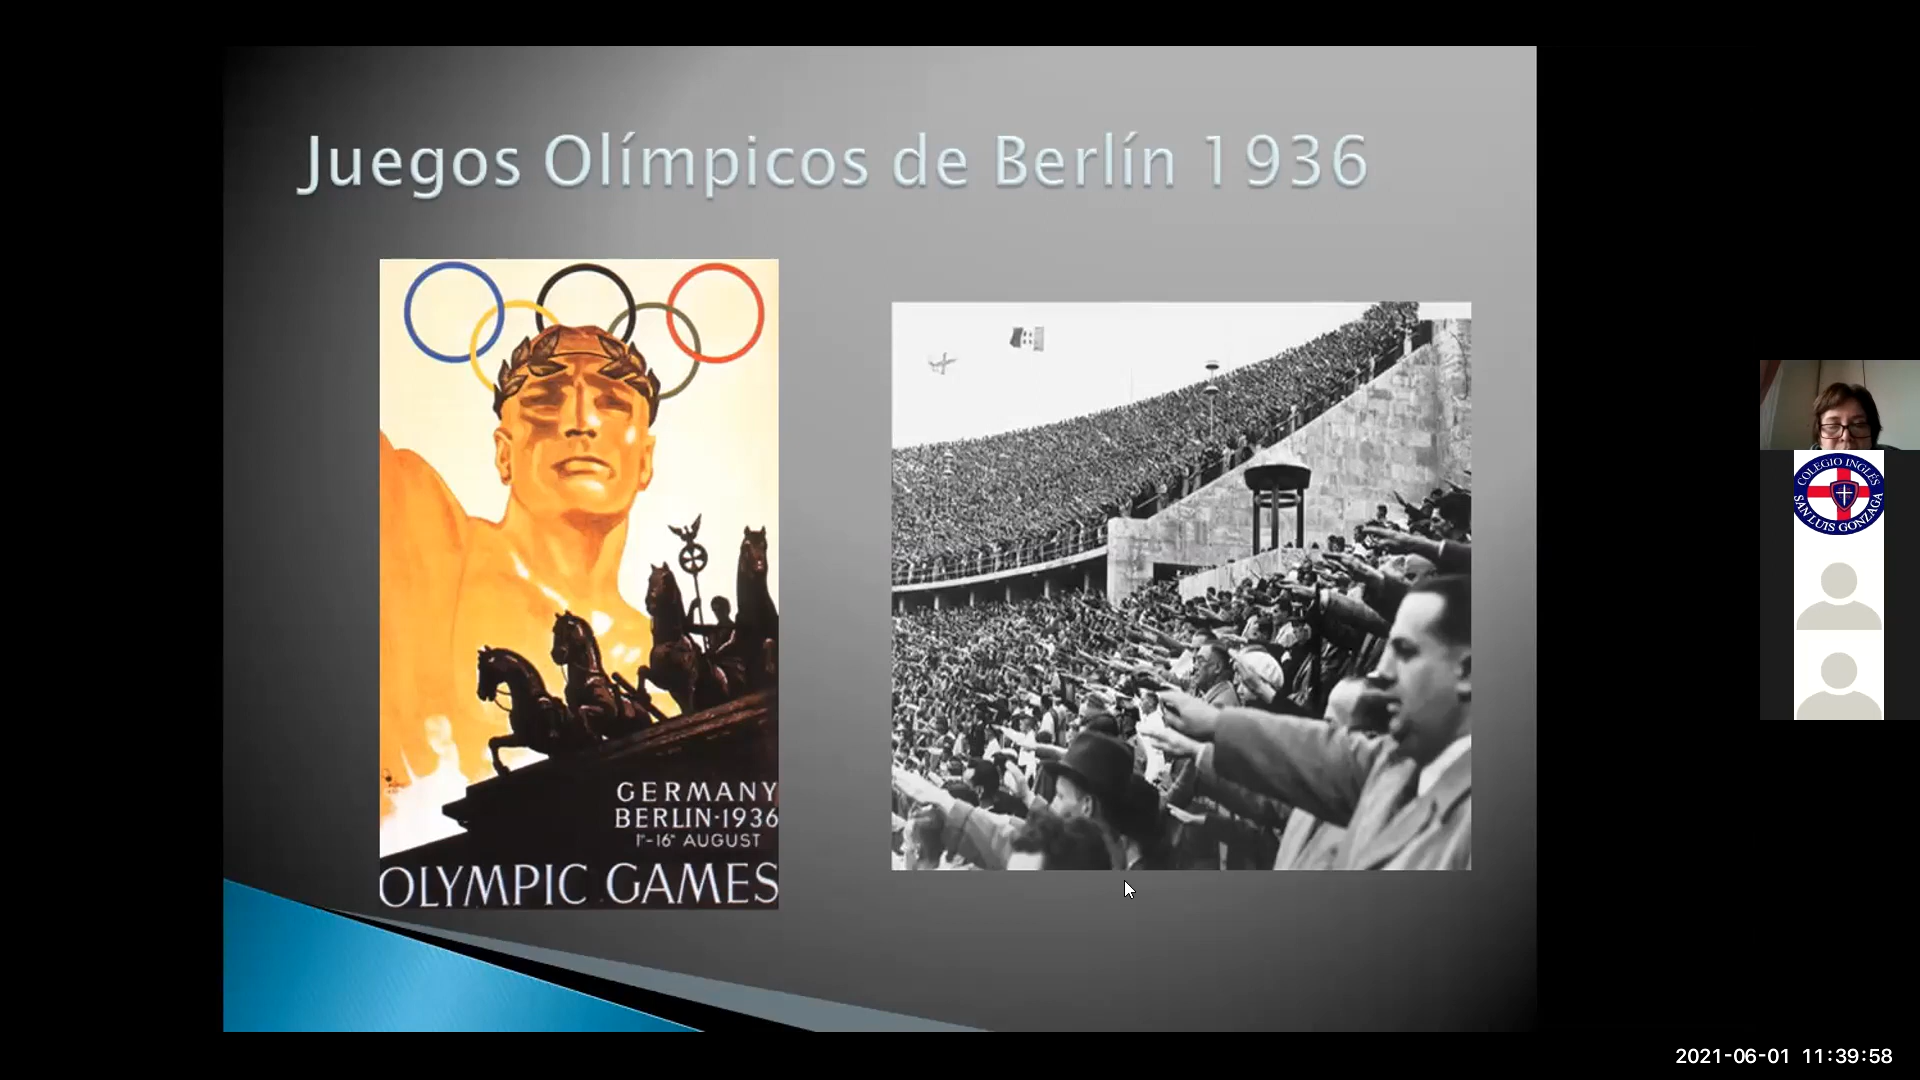 Juegos Olímpicos de Berlín 1936
GERMANY
BERLIN·1936
1st-16th AUGUST
OLYMPIC GAMES
COLEGIO INGLÉS
SAN LUIS GONZAGA
2021-06-01 11:39:58